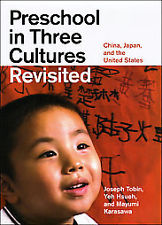 Preschool in
Three Cultures
Revisited
China, Japan,
and the
United States
Joseph Tobin,
Yeh Hsueh,
and Mayumi
Karasawa